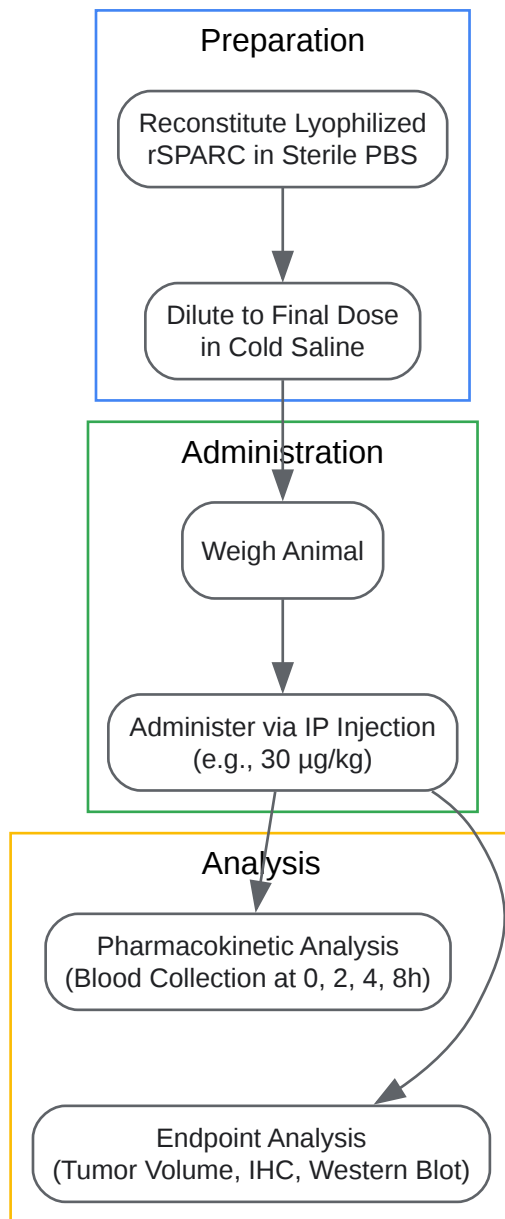 Preparation
Reconstitute Lyophilized
rSPARC in Sterile PBS
Dilute to Final Dose
in Cold Saline
Administration
Weigh Animal
Administer via IP Injection
(e.g., 30 µg/kg)
Analysis
Pharmacokinetic Analysis
(Blood Collection at 0, 2, 4, 8h)
Endpoint Analysis
(Tumor Volume, IHC, Western Blot)